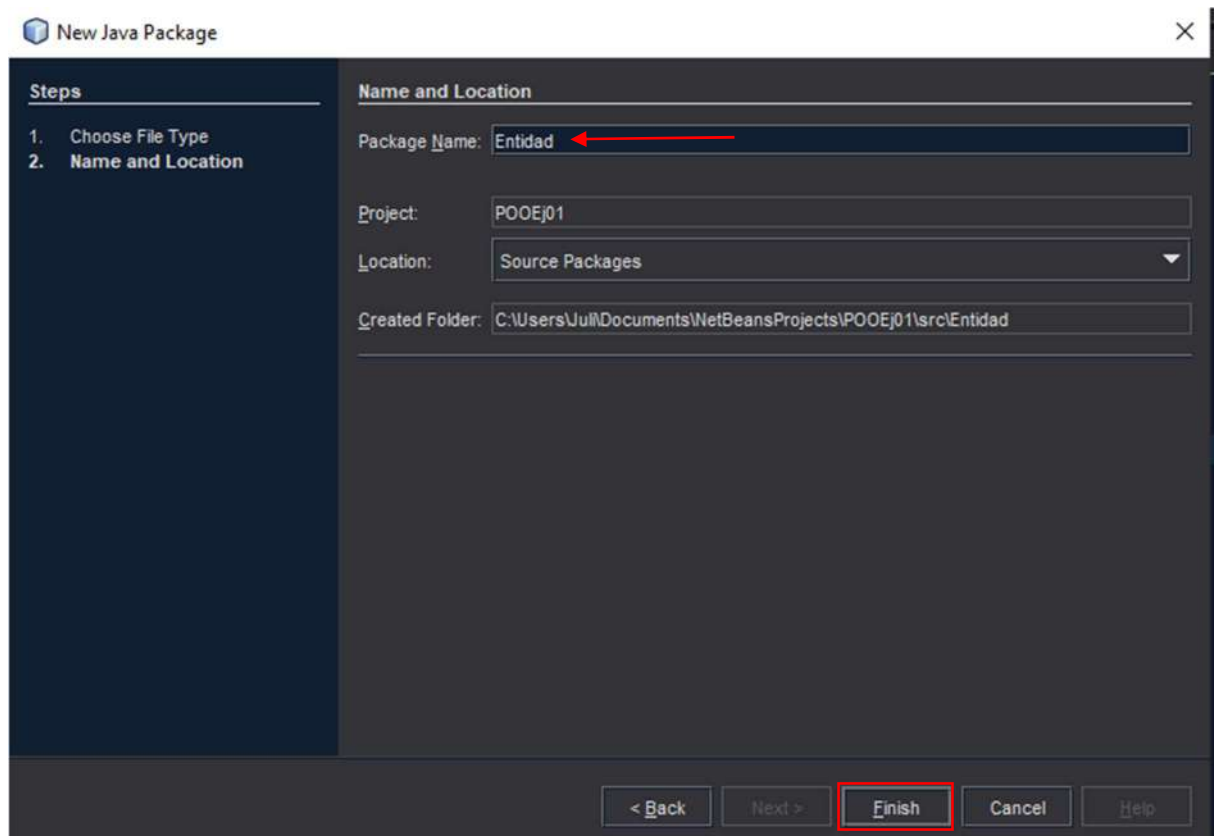 New Java Package
Steps
1. Choose File Type
2. Name and Location
Name and Location
Package Name: Entidad
Project: POOEj01
Location: Source Packages
Created Folder: C:\Users\Juli\Documents\NetBeansProjects\POOEj01\src\Entidad
< Back Next > Finish Cancel Help